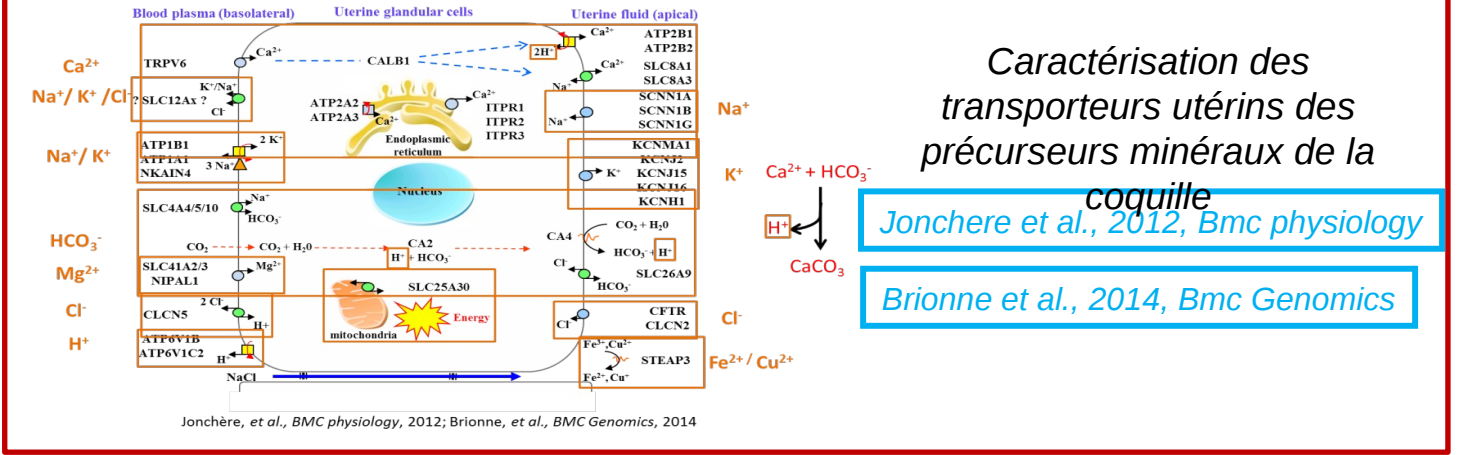 Blood plasma (basolateral)
Uterine glandular cells
Uterine fluid (apical)
Ca²⁺
TRPV6
Ca²⁺
CALB1
2H⁺
Ca²⁺
ATP2B1
ATP2B2
Ca²⁺
SLC8A1
SLC8A3
Na⁺
Na⁺/ K⁺ /Cl⁻
? SLC12Ax ?
K⁺/Na⁺
Cl⁻
ATP2A2
ATP2A3
Ca²⁺
Ca²⁺
ITPR1
ITPR2
ITPR3
Endoplasmic
reticulum
Na⁺
SCNN1A
SCNN1B
SCNN1G
Na⁺
Na⁺/ K⁺
ATP1B1
ATP1A1
NKAIN4
2 K⁺
3 Na⁺
Nucleus
K⁺
KCNMA1
KCNJ2
KCNJ15
KCNJ16
KCNH1
K⁺
SLC4A4/5/10
Na⁺
HCO₃⁻
HCO₃⁻
CO₂
CO₂ + H₂0
CA2
H⁺ + HCO₃⁻
CA4
CO₂ + H₂0
HCO₃⁻ + H⁺
Mg²⁺
SLC41A2/3
NIPAL1
Mg²⁺
SLC25A30
Cl⁻
HCO₃⁻
SLC26A9
Cl⁻
CLCN5
2 Cl⁻
H+
mitochondria
Energy
Cl⁻
CFTR
CLCN2
Cl⁻
H⁺
ATP6V1B
ATP6V1C2
H⁺
Fe³⁺,Cu²⁺
STEAP3
Fe²⁺,Cu⁺
Fe²⁺ / Cu²⁺
NaCl
Jonchère, et al., BMC physiology, 2012; Brionne, et al., BMC Genomics, 2014
Ca²⁺ + HCO₃⁻
H⁺
CaCO₃
Caractérisation des
transporteurs utérins des
précurseurs minéraux de la
coquille
Jonchere et al., 2012, Bmc physiology
Brionne et al., 2014, Bmc Genomics